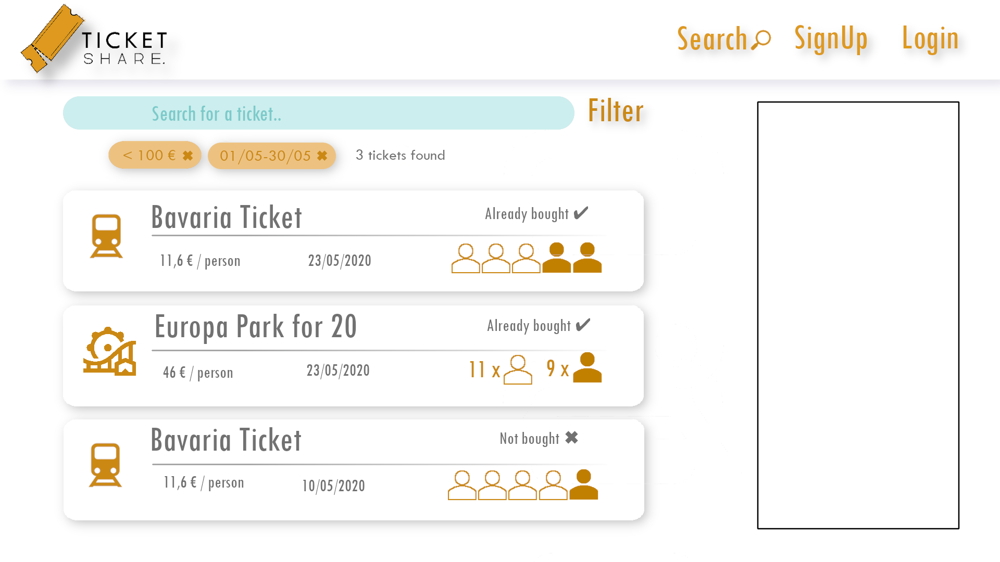 TICKET
SHARE.
Search
SignUp
Login
Search for a ticket..
Filter
< 100 € ✖
01/05-30/05 ✖
3 tickets found
Bavaria Ticket
Already bought ✔
11,6 € / person
23/05/2020
Europa Park for 20
Already bought ✔
46 € / person
23/05/2020
11 x
9 x
Bavaria Ticket
Not bought ✖
11,6 € / person
10/05/2020